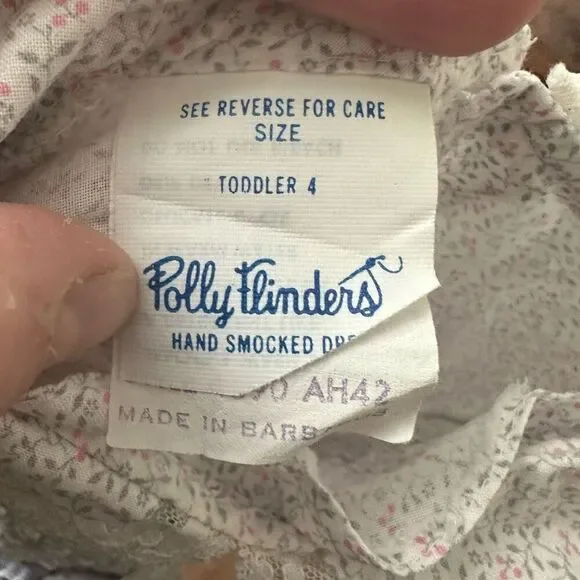 SEE REVERSE FOR CARE
SIZE
TODDLER 4
Polly Flinders
HAND SMOCKED
AH42
MADE IN